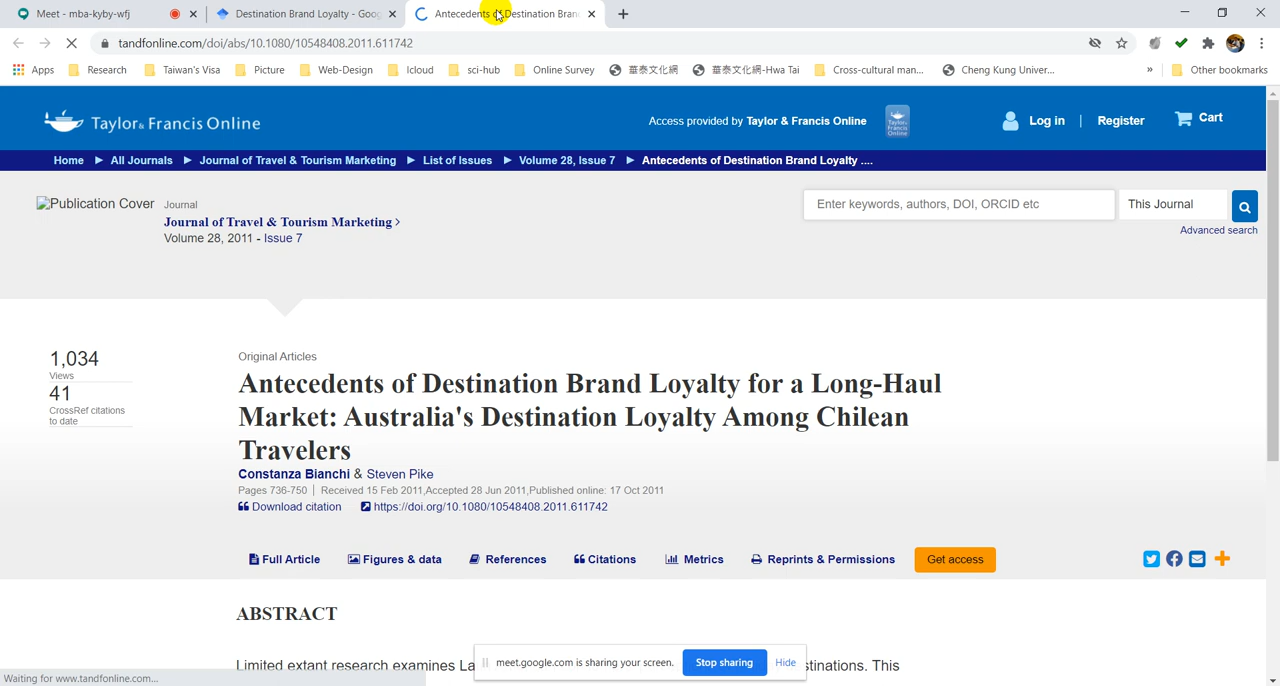 Meet - mba-kyby-wfj
Destination Brand Loyalty - Goog
Antecedents of Destination Bran
tandfonline.com/doi/abs/10.1080/10548408.2011.611742
Apps Research Taiwan's Visa Picture Web-Design Icloud sci-hub Online Survey 華泰文化網 華泰文化網-Hwa Tai Cross-cultural man... Cheng Kung Univer... » Other bookmarks
Taylor & Francis Online
Access provided by Taylor & Francis Online
Taylor & Francis Online
Log in | Register
Cart
Home ▶ All Journals ▶ Journal of Travel & Tourism Marketing ▶ List of Issues ▶ Volume 28, Issue 7 ▶ Antecedents of Destination Brand Loyalty ....
Publication Cover
Journal
Journal of Travel & Tourism Marketing >
Volume 28, 2011 - Issue 7
Enter keywords, authors, DOI, ORCID etc
This Journal
Advanced search
1,034
Views
41
CrossRef citations
to date
Original Articles
Antecedents of Destination Brand Loyalty for a Long-Haul
Market: Australia's Destination Loyalty Among Chilean
Travelers
Constanza Bianchi & Steven Pike
Pages 736-750 | Received 15 Feb 2011,Accepted 28 Jun 2011,Published online: 17 Oct 2011
Download citation https://doi.org/10.1080/10548408.2011.611742
Full Article Figures & data References Citations Metrics Reprints & Permissions Get access
ABSTRACT
Limited extant research examines La stinations. This
meet.google.com is sharing your screen. Stop sharing Hide
Waiting for www.tandfonline.com...